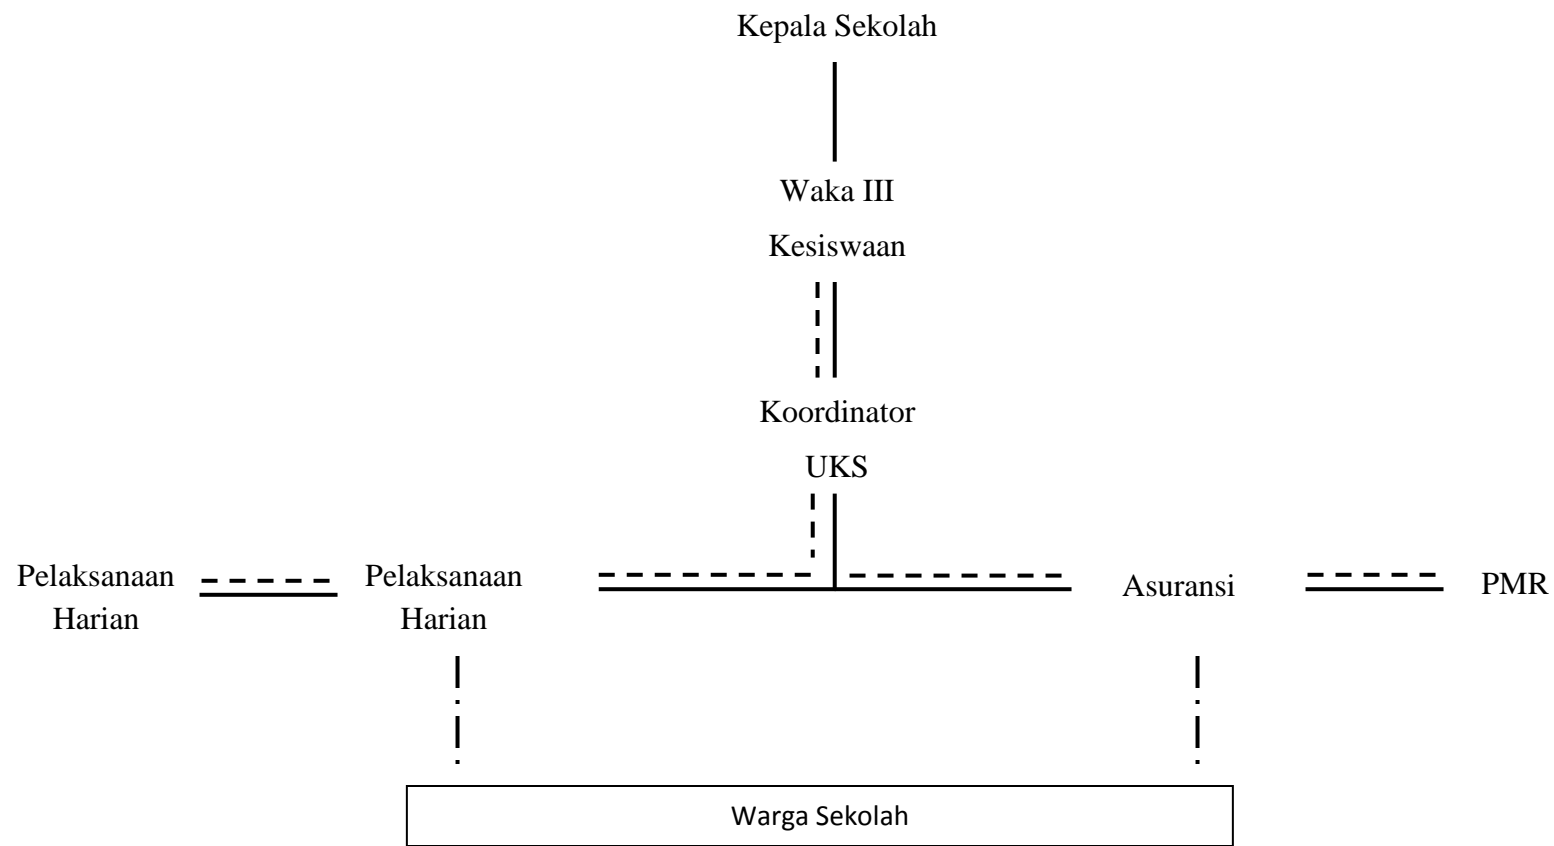 Kepala Sekolah
Waka III
Kesiswaan
Koordinator
UKS
Pelaksanaan
Harian
Pelaksanaan
Harian
Asuransi
PMR
Warga Sekolah